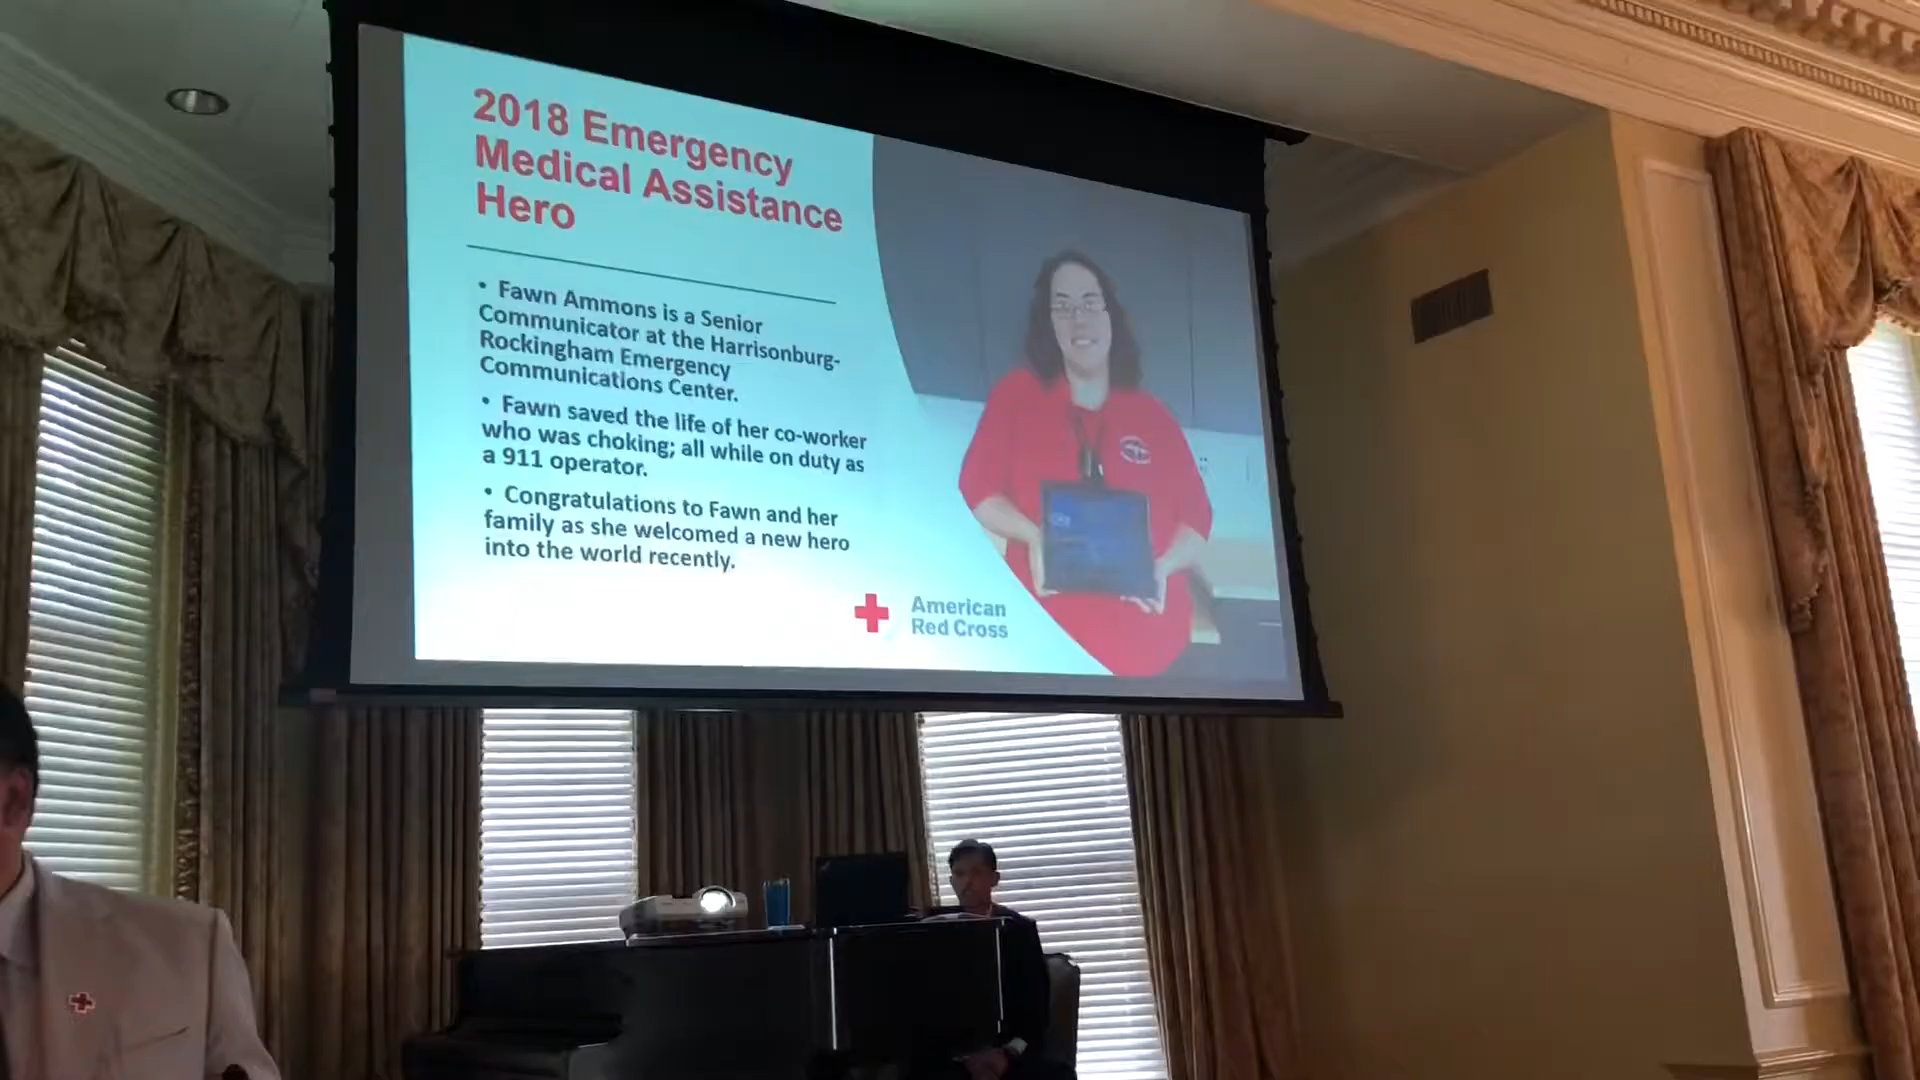 2018 Emergency
Medical Assistance
Hero
• Fawn Ammons is a Senior
Communicator at the Harrisonburg-
Rockingham Emergency
Communications Center.
• Fawn saved the life of her co-worker
who was choking; all while on duty as
a 911 operator.
• Congratulations to Fawn and her
family as she welcomed a new hero
into the world recently.
American
Red Cross